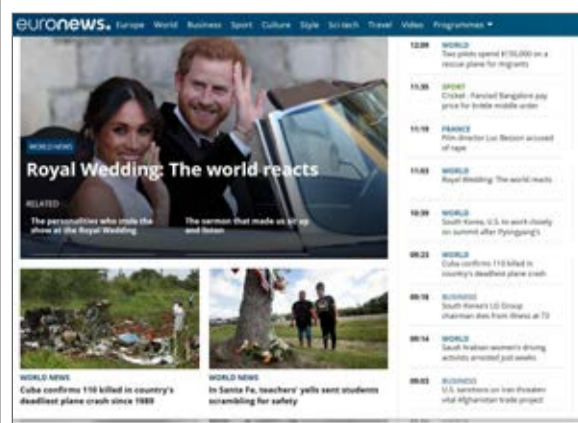 euronews.
Europe World Business Sport Culture Style Sci-tech Travel Video Programmes
WORLD NEWS
Royal Wedding: The world reacts
RELATED
The personalities who stole the
show at the Royal Wedding
The sermon that made us sit up
and listen
WORLD NEWS
Cuba confirms 110 killed in country's
deadliest plane crash since 1989
WORLD NEWS
In Santa Fe, teachers' yells sent students
scrambling for safety
12:09 WORLD
Two pilots spend €130,000 on a
rescue plane for migrants
11:35 SPORT
Cricket - Fancied Bangalore pay
price for brittle middle order
11:19 FRANCE
Film director Luc Besson accused
of rape
11:03 WORLD
Royal Wedding: The world reacts
10:39 WORLD
South Korea, U.S. to work closely
on summit after Pyongyang's
09:23 WORLD
Cuba confirms 110 killed in
country's deadliest plane crash
09:18 BUSINESS
South Korea's LG Group
chairman dies from illness at 73
09:14 WORLD
Saudi Arabian women's driving
activists arrested just weeks
09:03 BUSINESS
U.S. sanctions on Iran threaten
vital Afghanistan trade project